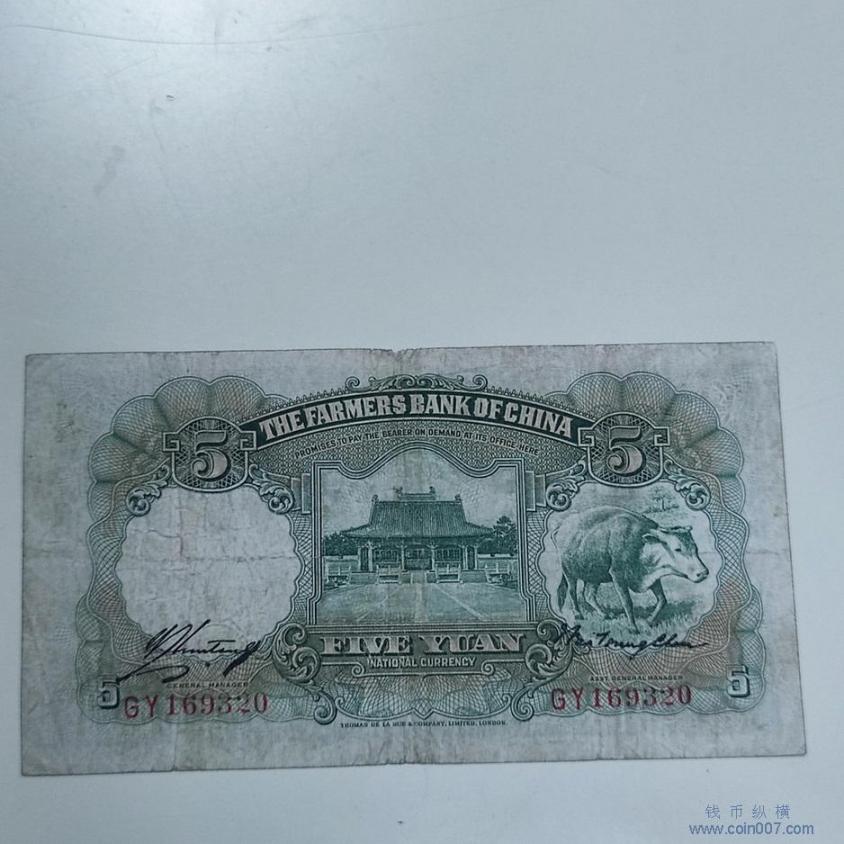 THE FARMERS BANK OF CHINA
PROMISES TO PAY THE BEARER ON DEMAND AT ITS OFFICE HERE
5 5
FIVE YUAN
NATIONAL CURRENCY
GENERAL MANAGER ASST. GENERAL MANAGER
5 GY169320 GY169320 5
THOMAS DE LA RUE & COMPANY, LIMITED, LONDON.
钱币纵横
www.coin007.com